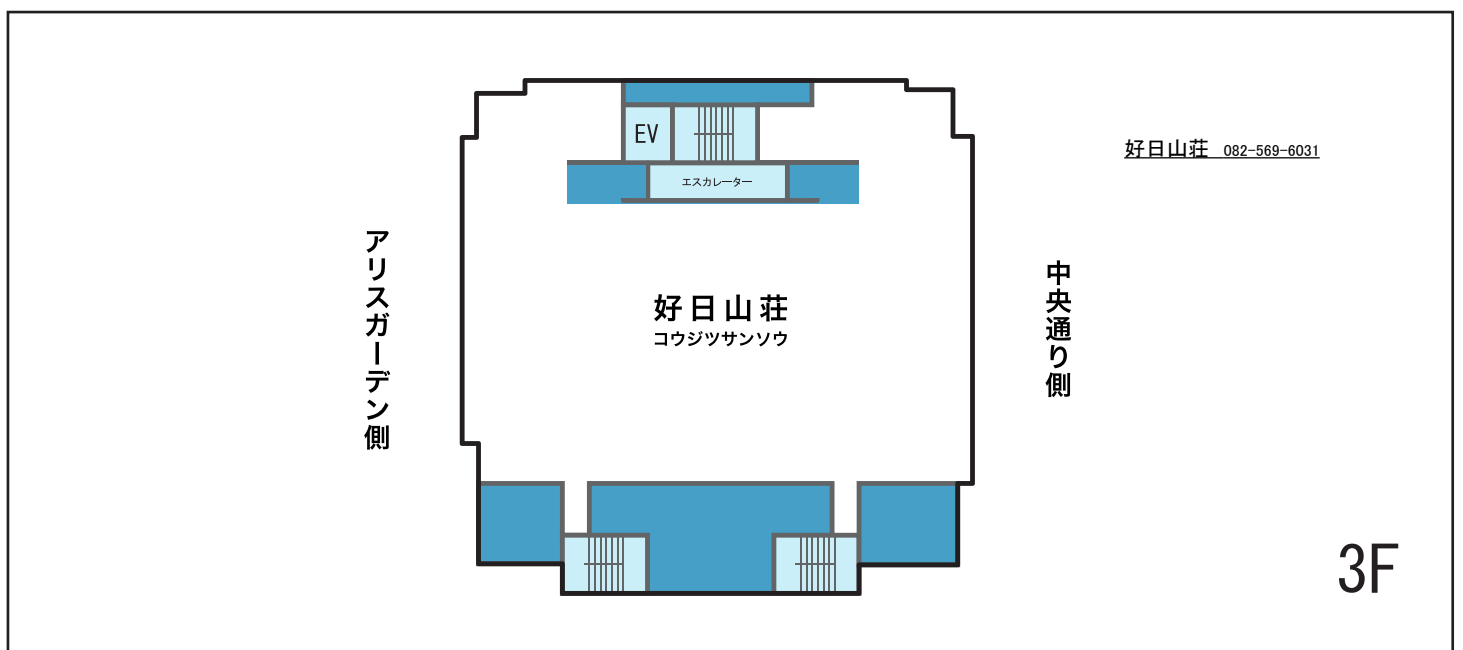 EV
エスカレーター
好日山荘 082-569-6031
アリスガーデン側
好日山荘
コウジツサンソウ
中央通り側
3F